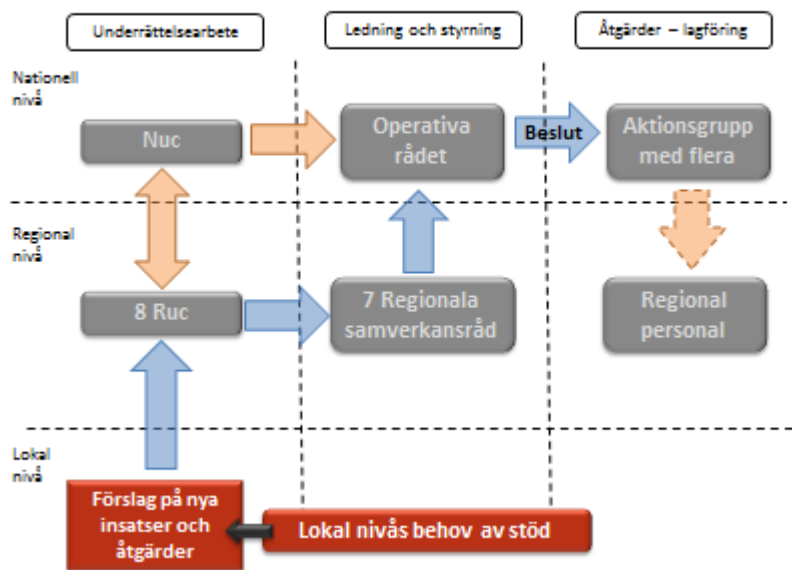 Underrättelsearbete
Ledning och styrning
Åtgärder – lagföring
Nationell
nivå
Nuc
Operativa
rådet
Beslut
Aktionsgrupp
med flera
Regional
nivå
8 Ruc
7 Regionala
samverkansråd
Regional
personal
Lokal
nivå
Förslag på nya
insatser och
åtgärder
Lokal nivås behov av stöd